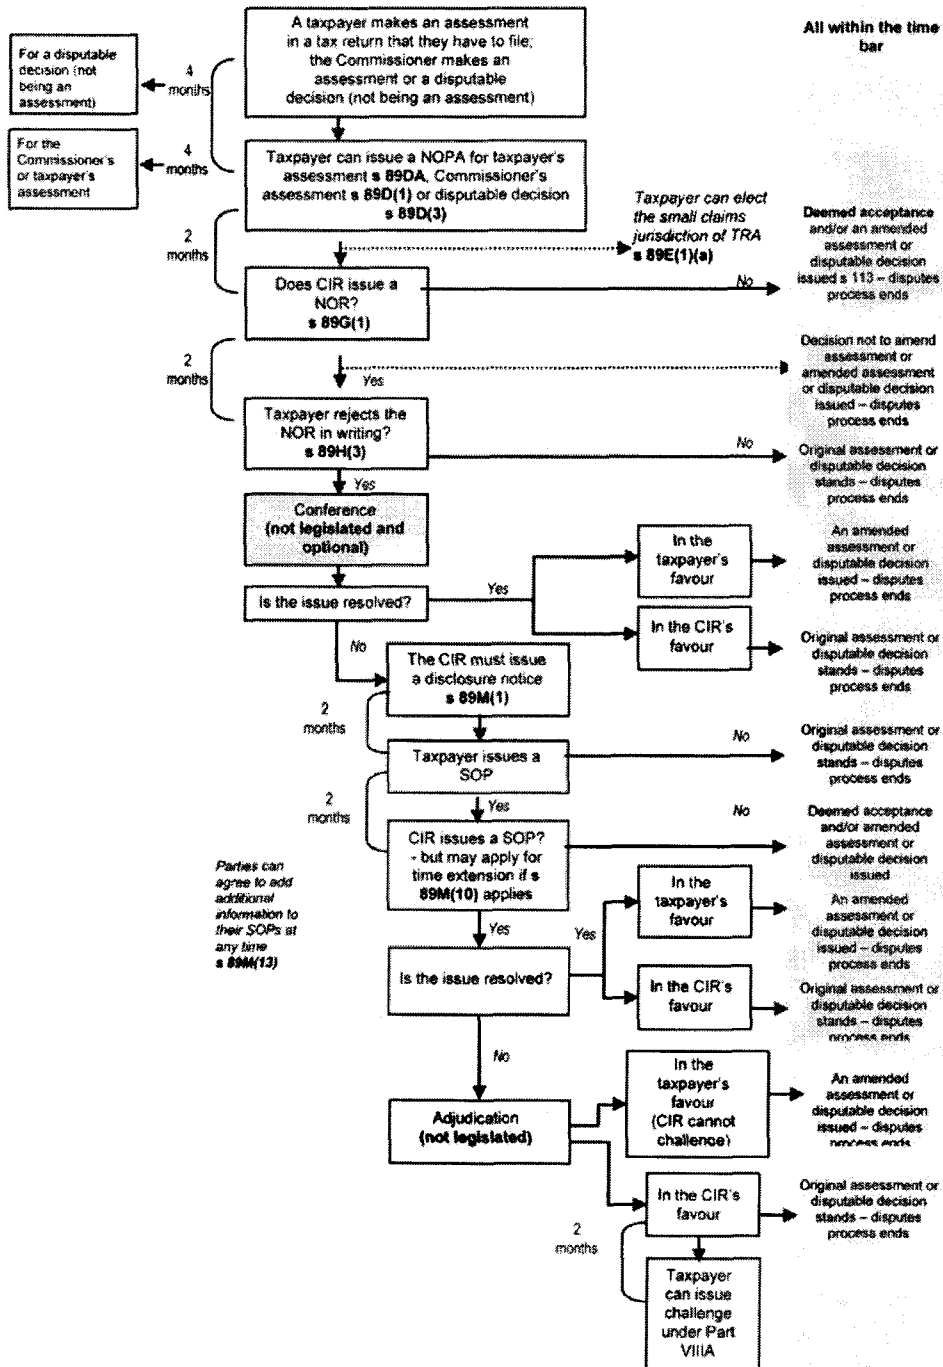 A taxpayer makes an assessment
in a tax return that they have to file;
the Commissioner makes an
assessment or a disputable
decision (not being an assessment)
All within the time
bar
For a disputable
decision (not
being an
assessment)
4
months
For the
Commissioner's
or taxpayer's
assessment
4
months
Taxpayer can issue a NOPA for taxpayer's
assessment s 89DA, Commissioner's
assessment s 89D(1) or disputable decision
s 89D(3)
Taxpayer can elect
the small claims
jurisdiction of TRA
s 89E(1)(a)
2
months
Does CIR issue a
NOR?
s 89G(1)
No
Deemed acceptance
and/or an amended
assessment or
disputable decision
issued s 113 – disputes
process ends
2
months
Yes
Decision not to amend
assessment or
amended assessment
or disputable decision
issued – disputes
process ends
Taxpayer rejects the
NOR in writing?
s 89H(3)
No
Original assessment or
disputable decision
stands – disputes
process ends
Yes
Conference
(not legislated and
optional)
Is the issue resolved?
Yes
In the
taxpayer's
favour
An amended
assessment or
disputable decision
issued – disputes
process ends
In the CIR's
favour
Original assessment or
disputable decision
stands – disputes
process ends
No
The CIR must issue
a disclosure notice
s 89M(1)
2
months
Taxpayer issues a
SOP
No
Original assessment or
disputable decision
stands – disputes
process ends
2
months
Yes
CIR issues a SOP?
- but may apply for
time extension if s
89M(10) applies
No
Deemed acceptance
and/or amended
assessment or
disputable decision
issued
Parties can
agree to add
additional
information to
their SOPs at
any time
s 89M(13)
Yes
Is the issue resolved?
Yes
In the
taxpayer's
favour
An amended
assessment or
disputable decision
issued – disputes
process ends
In the CIR's
favour
Original assessment or
disputable decision
stands – disputes
process ends
No
Adjudication
(not legislated)
In the
taxpayer's
favour
(CIR cannot
challenge)
An amended
assessment or
disputable decision
issued – disputes
process ends
In the CIR's
favour
Original assessment or
disputable decision
stands – disputes
process ends
2
months
Taxpayer
can issue
challenge
under Part
VIIIA